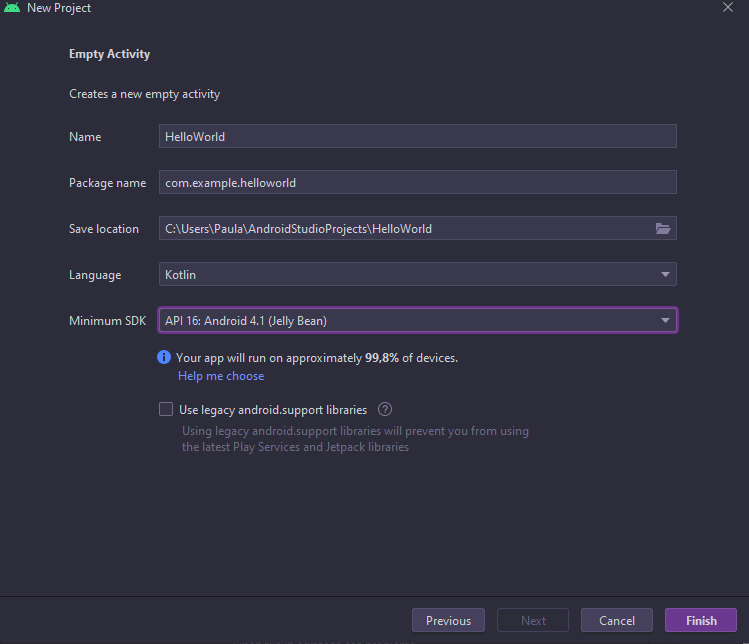 New Project
Empty Activity
Creates a new empty activity
Name HelloWorld
Package name com.example.helloworld
Save location C:\Users\Paula\AndroidStudioProjects\HelloWorld
Language Kotlin
Minimum SDK API 16: Android 4.1 (Jelly Bean)
i Your app will run on approximately 99,8% of devices.
Help me choose
Use legacy android.support libraries ?
Using legacy android.support libraries will prevent you from using
the latest Play Services and Jetpack libraries
Previous Next Cancel Finish